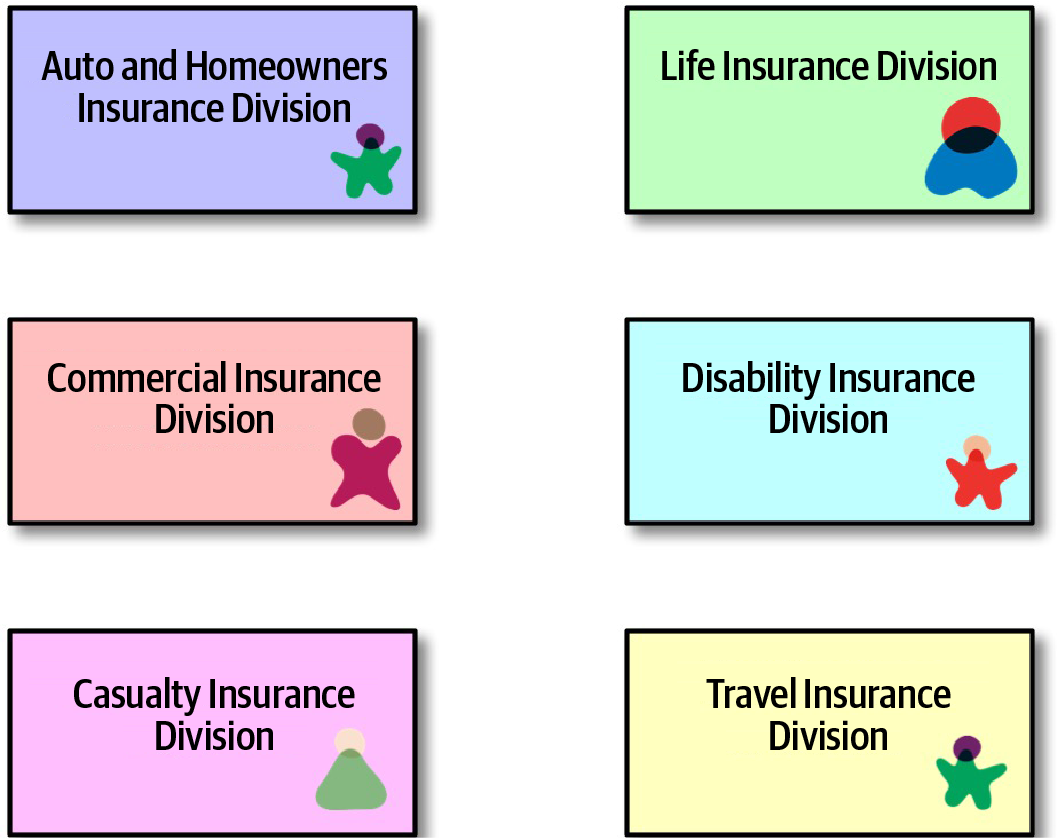 Auto and Homeowners
Insurance Division
Life Insurance Division
Commercial Insurance
Division
Disability Insurance
Division
Casualty Insurance
Division
Travel Insurance
Division